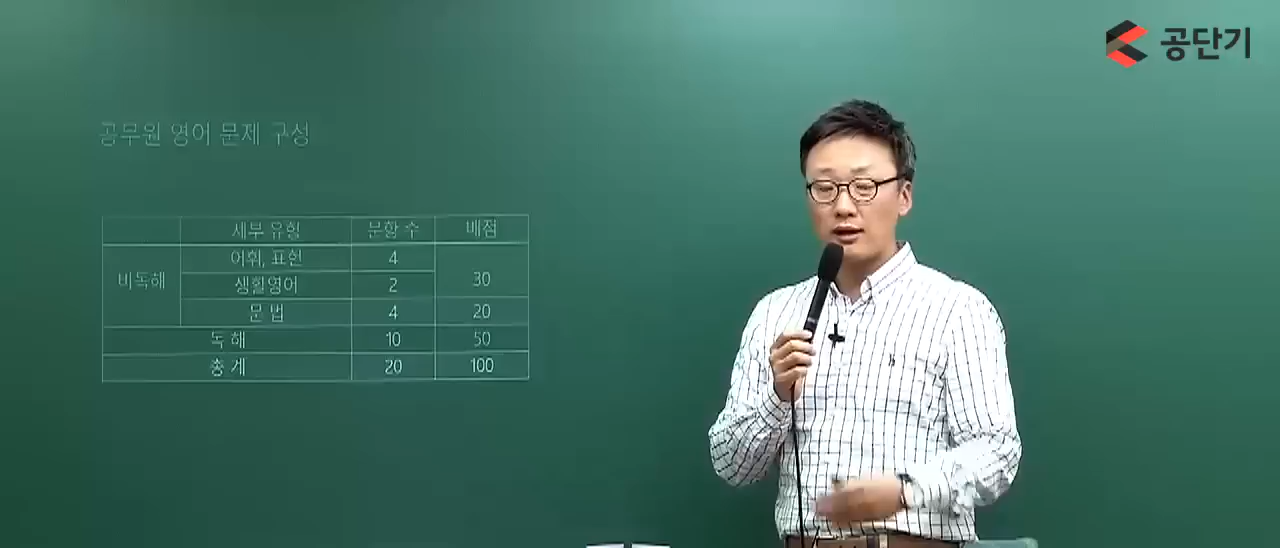 공단기
공무원 영어 문제 구성
세부 유형 문항 수 배점
비독해 어휘, 표현 4 30
생활영어 2
문 법 4 20
독 해 10 50
총 계 20 100